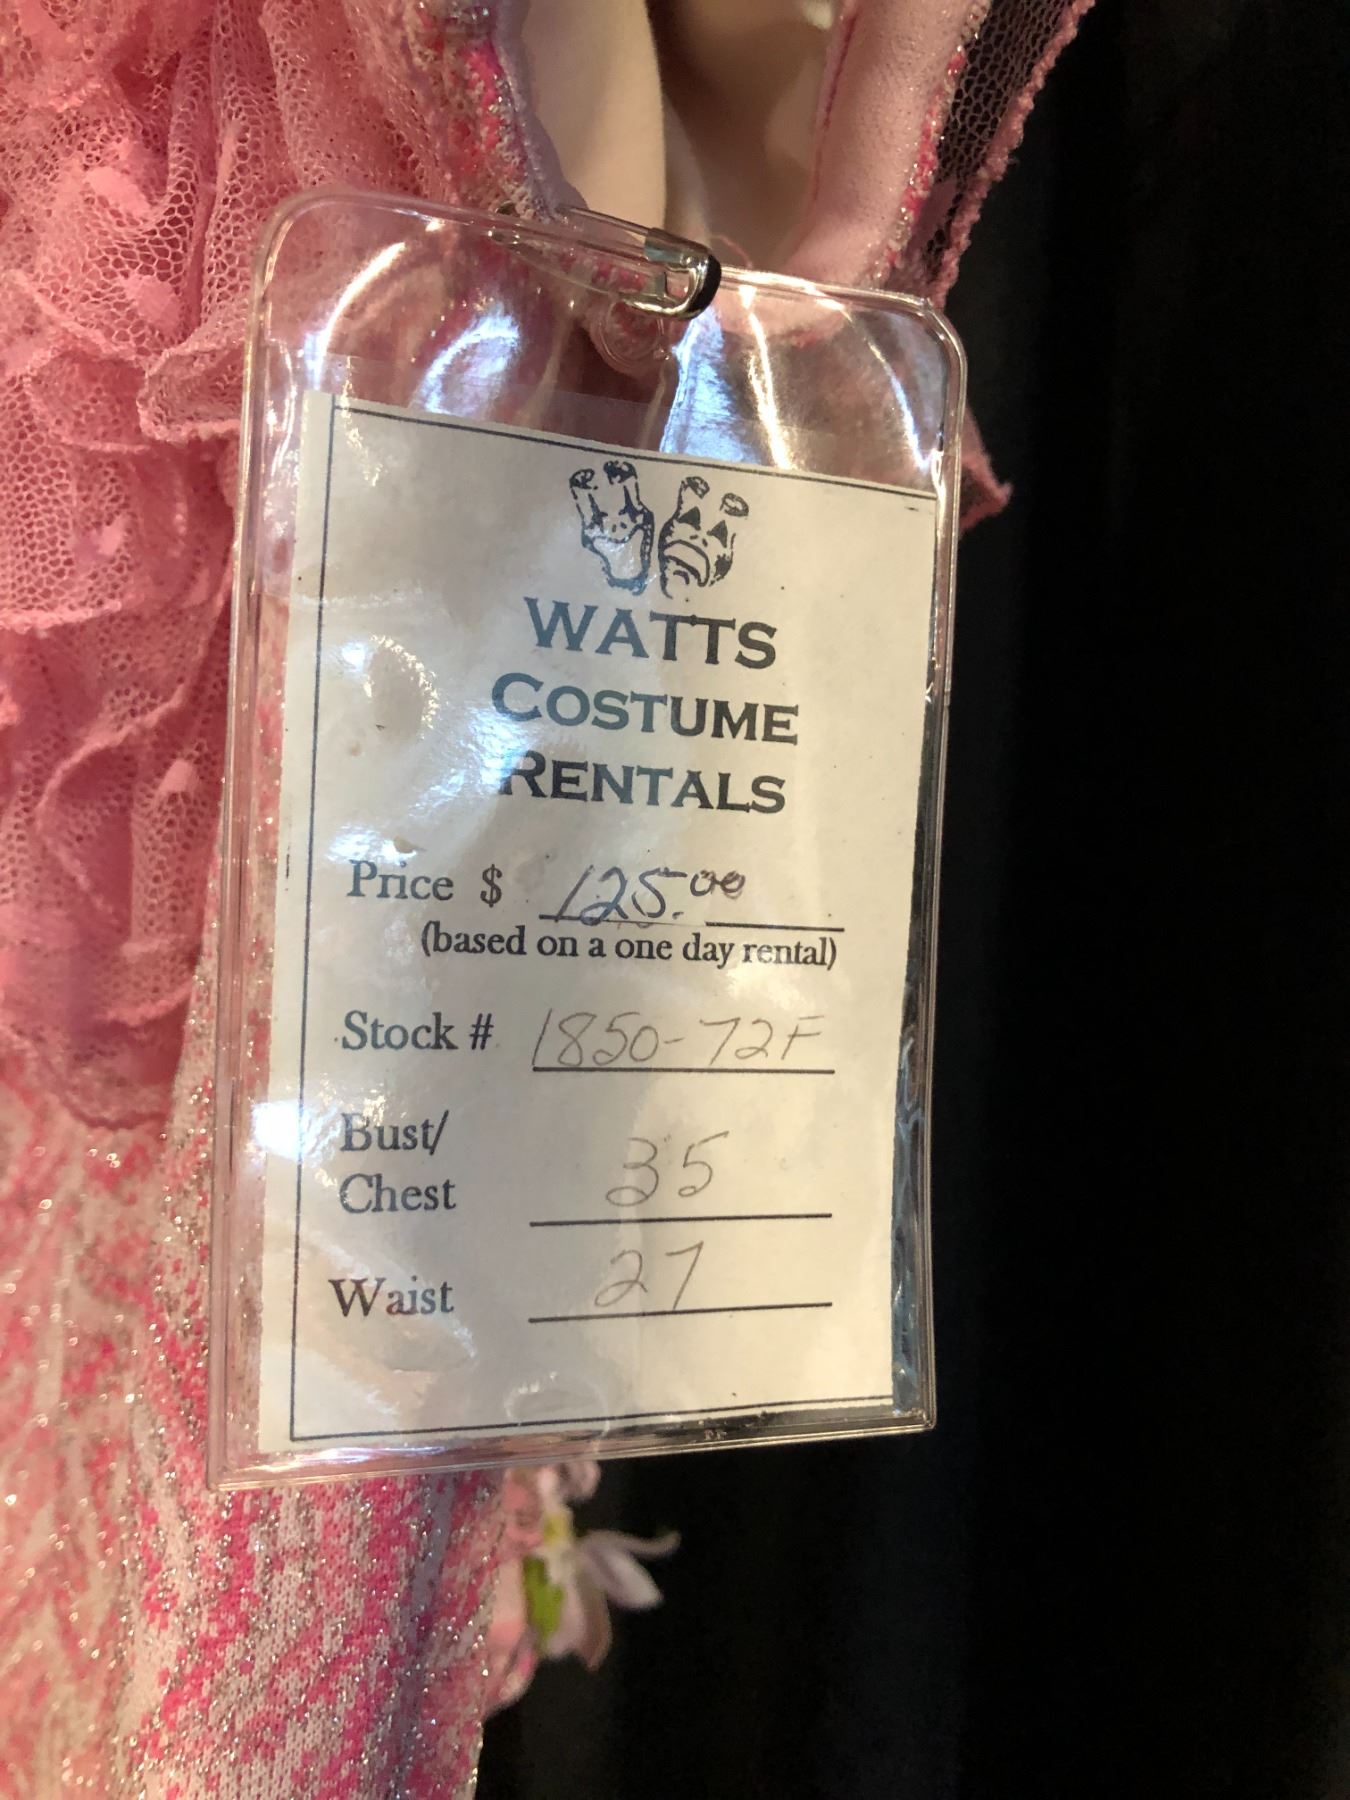 WATTS
COSTUME
RENTALS
Price $ 125.00
(based on a one day rental)
Stock # 1850-72F
Bust/
Chest 35
Waist 27